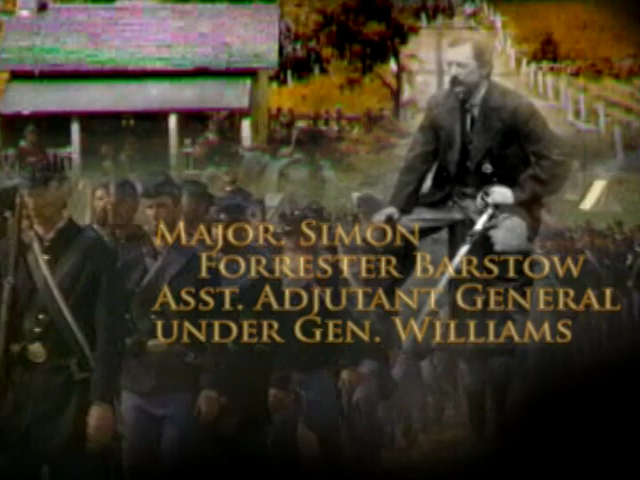 Major. Simon
Forrester Barstow
Asst. Adjutant General
under Gen. Williams